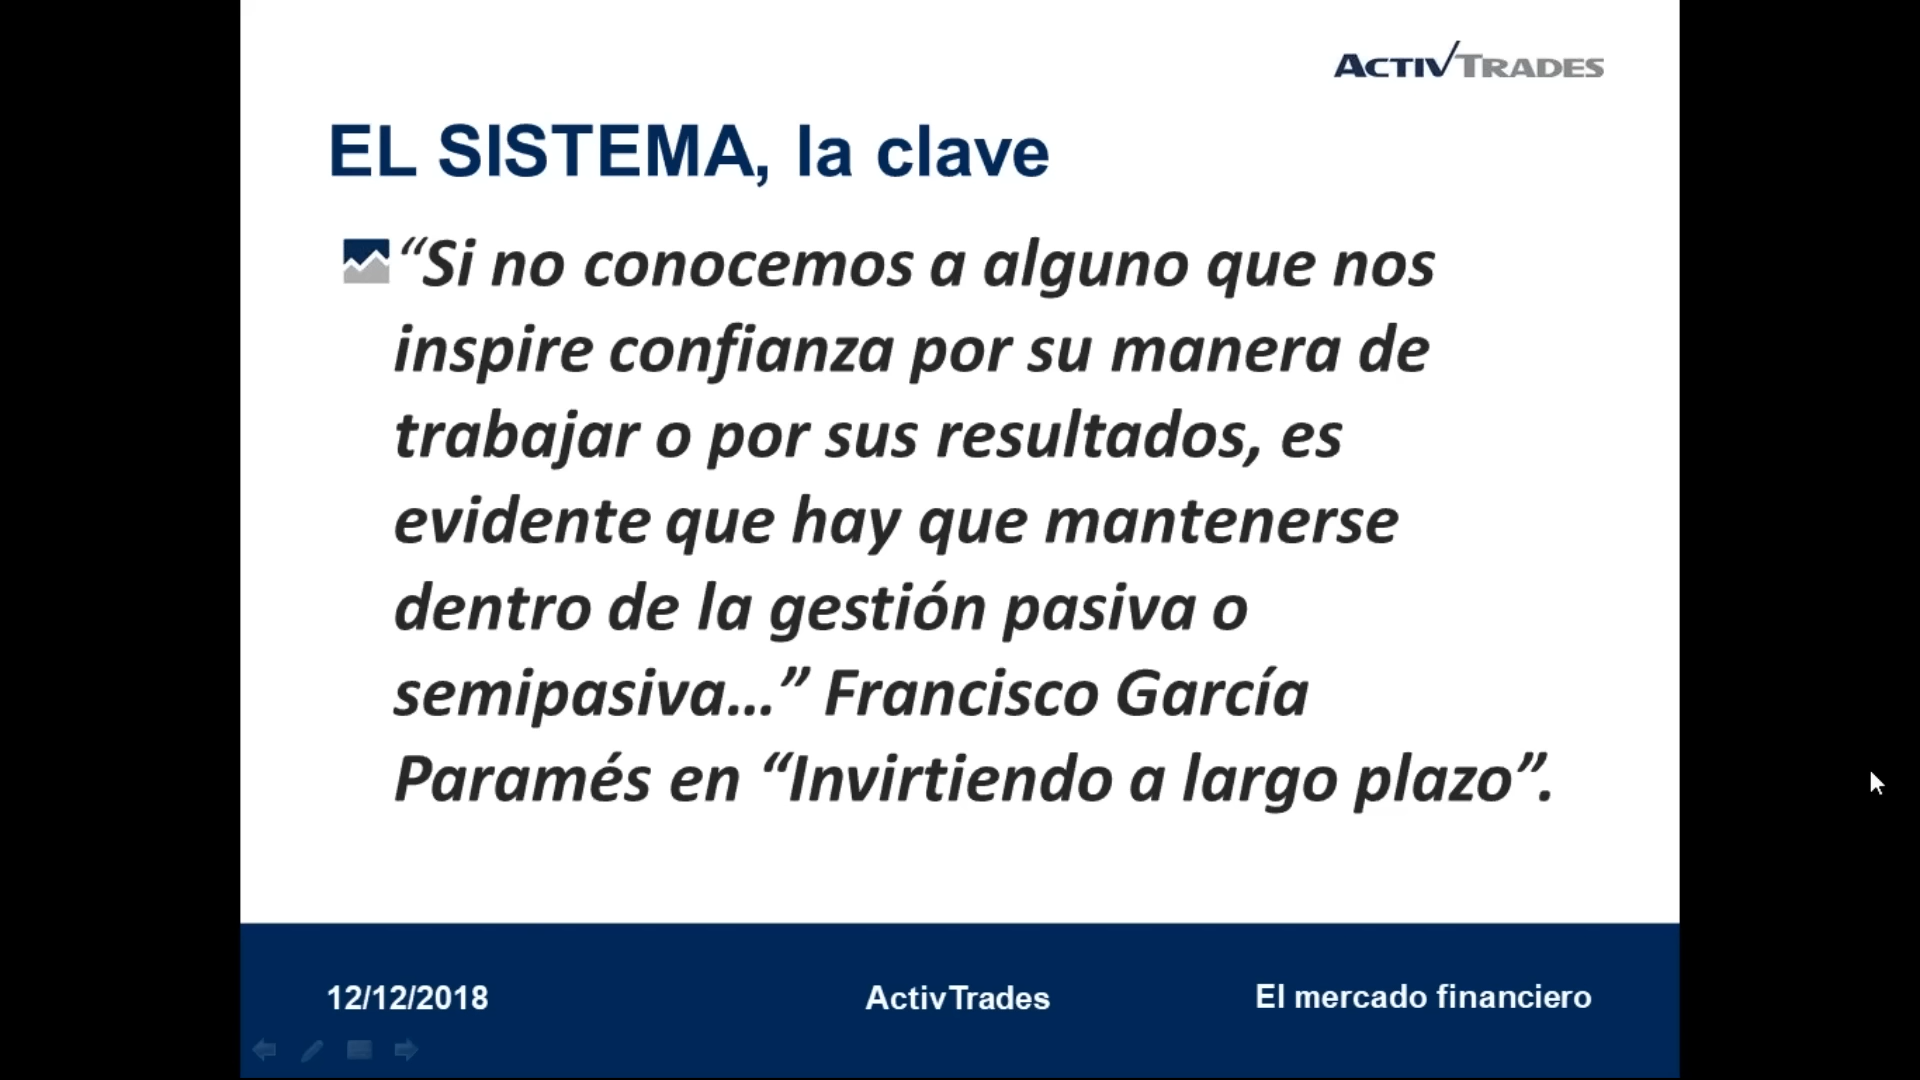 ACTIVTRADES
EL SISTEMA, la clave
“Si no conocemos a alguno que nos
inspire confianza por su manera de
trabajar o por sus resultados, es
evidente que hay que mantenerse
dentro de la gestión pasiva o
semipasiva…” Francisco García
Paramés en “Invirtiendo a largo plazo”.
12/12/2018
ActivTrades
El mercado financiero